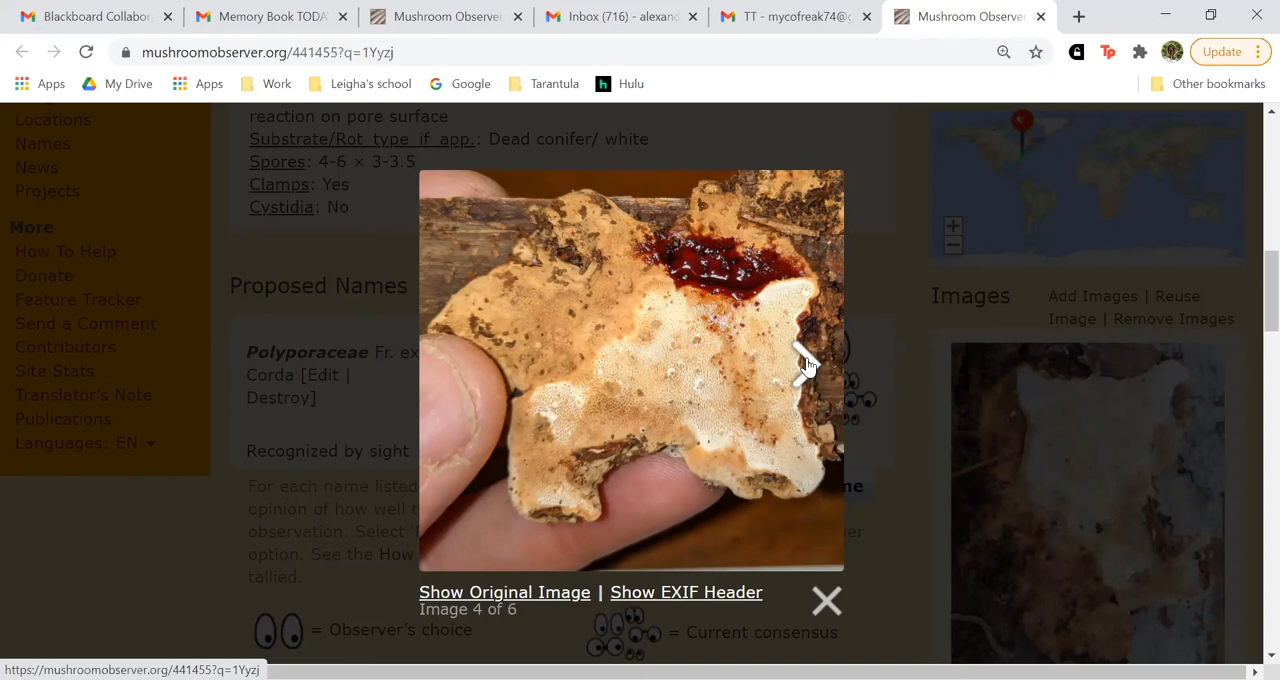 Blackboard Collabor
Memory Book TODA
Mushroom Observer
Inbox (716) - alexand
TT - mycofreak74@g
Mushroom Observe
mushroomobserver.org/441455?q=1Yyzj
Update
Apps
My Drive
Apps
Work
Leigha's school
Google
Tarantula
Hulu
Other bookmarks
Locations
Names
News
Projects
More
How To Help
Donate
Feature Tracker
Send a Comment
Contributors
Site Stats
Translator's Note
Publications
Languages: EN
reaction on pore surface
Substrate/Rot type if app.: Dead conifer/ white
Spores: 4-6 × 3-3.5
Clamps: Yes
Cystidia: No
Proposed Names
Polyporaceae Fr. ex
Corda [Edit |
Destroy]
Recognized by sight
For each name listed
opinion of how well t
observation. Select '
option. See the How
tallied.
= Observer's choice
= Current consensus
Show Original Image | Show EXIF Header
Image 4 of 6
Images
Add Images | Reuse
Image | Remove Images
https://mushroomobserver.org/441455?q=1Yyzj